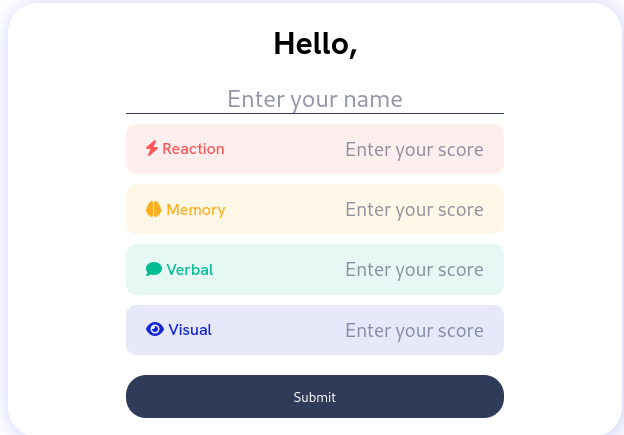 Hello,
Enter your name
Reaction Enter your score
Memory Enter your score
Verbal Enter your score
Visual Enter your score
Submit